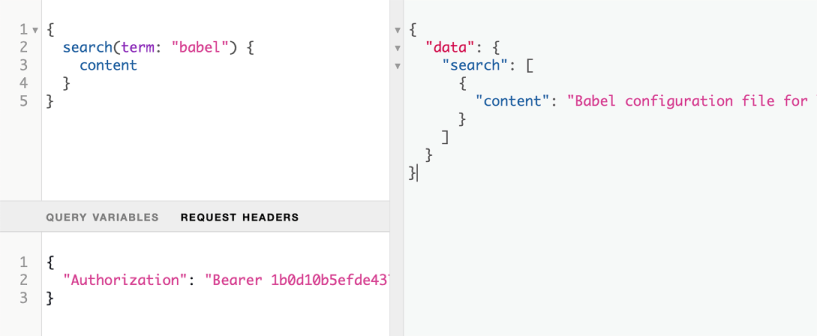 1 {
2 search(term: "babel") {
3 content
4 }
5 }
QUERY VARIABLES REQUEST HEADERS
1 {
2 "Authorization": "Bearer 1b0d10b5efde43
3 }
{
"data": {
"search": [
{
"content": "Babel configuration file for
}
]
}
}